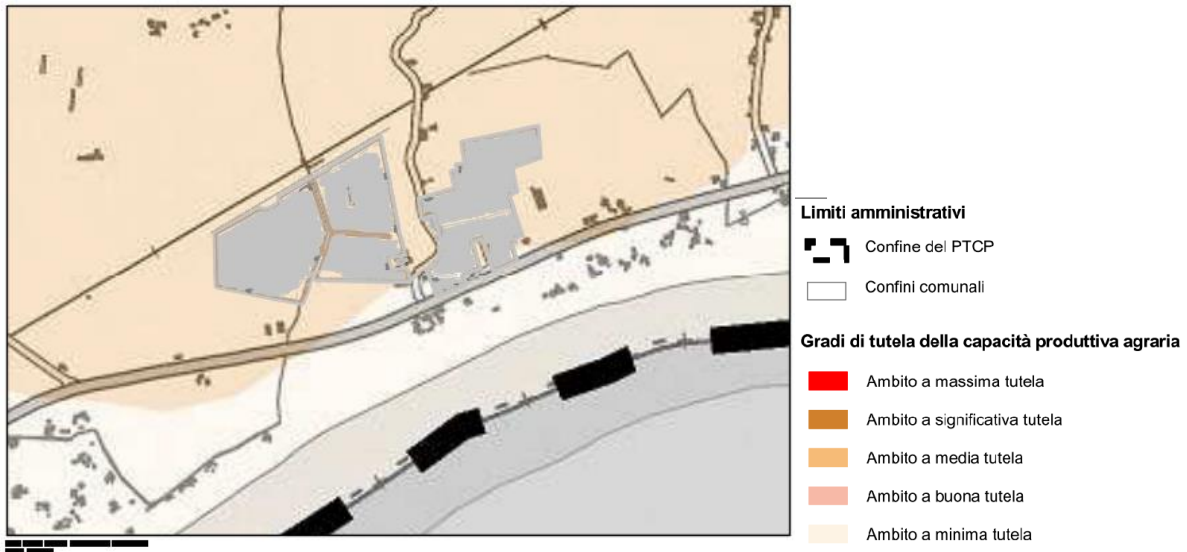 Limiti amministrativi
Confine del PTCP
Confini comunali
Gradi di tutela della capacità produttiva agraria
Ambito a massima tutela
Ambito a significativa tutela
Ambito a media tutela
Ambito a buona tutela
Ambito a minima tutela